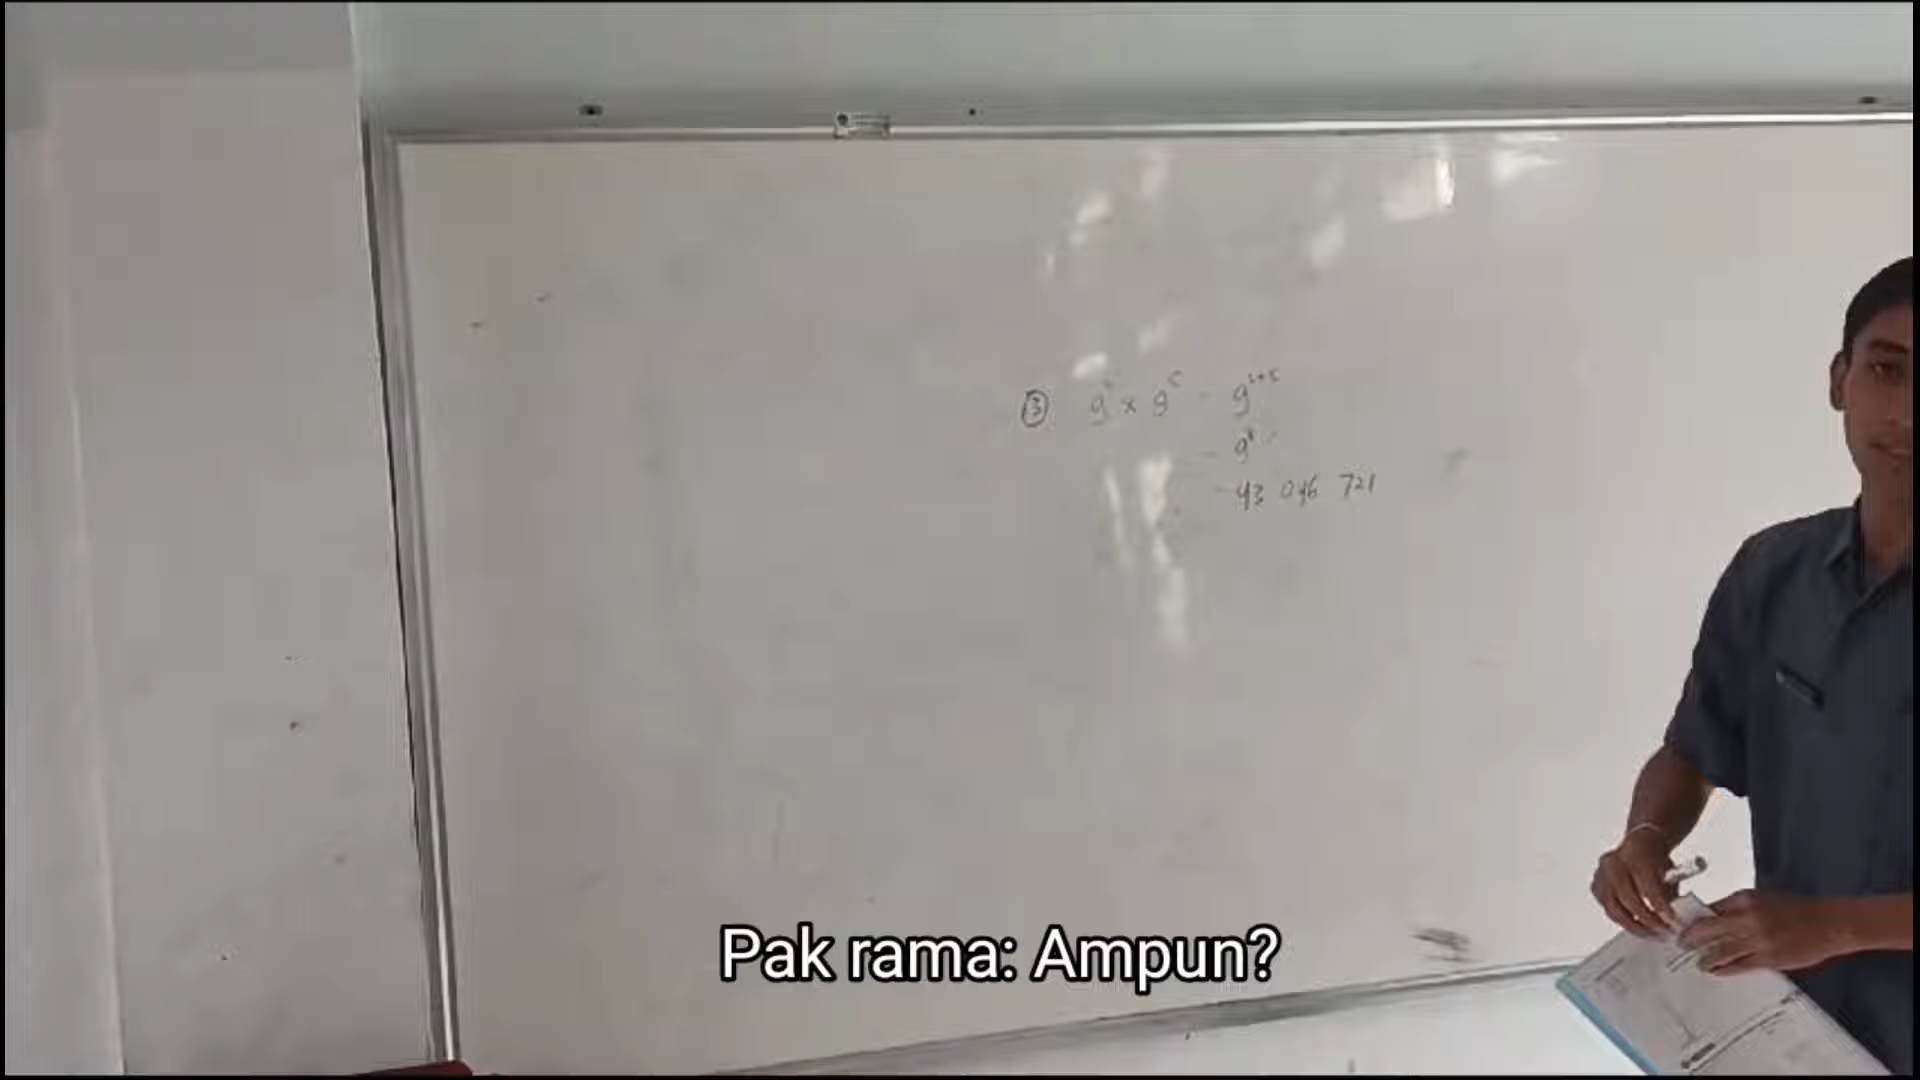 ③ 9³ x 9⁵ = 9³⁺⁵
= 9⁸
= 43 046 721
Pak rama: Ampun?